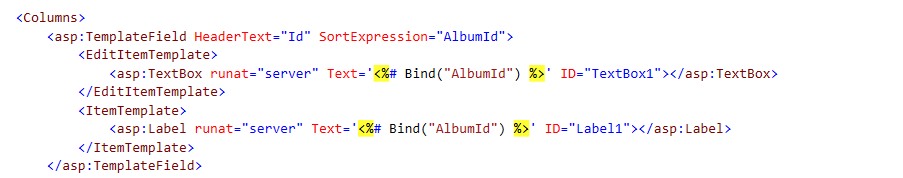 <Columns>
<asp:TemplateField HeaderText="Id" SortExpression="AlbumId">
<EditItemTemplate>
<asp:TextBox runat="server" Text='<%# Bind("AlbumId") %>' ID="TextBox1"></asp:TextBox>
</EditItemTemplate>
<ItemTemplate>
<asp:Label runat="server" Text='<%# Bind("AlbumId") %>' ID="Label1"></asp:Label>
</ItemTemplate>
</asp:TemplateField>